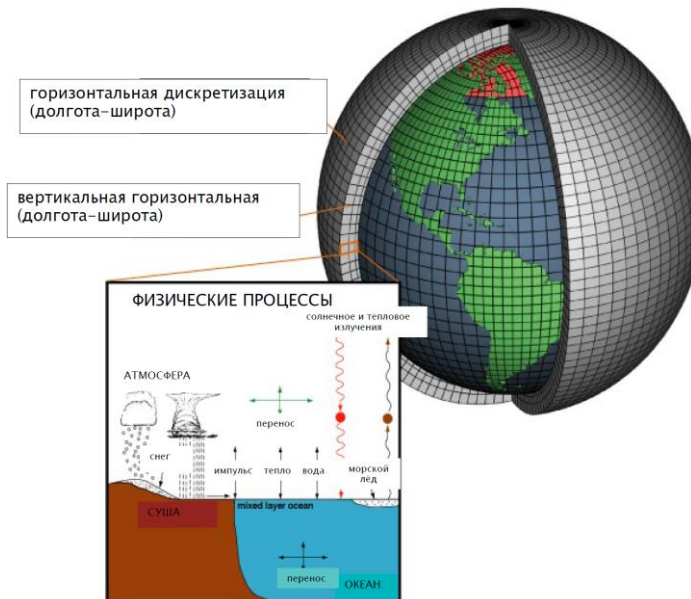 горизонтальная дискретизация
(долгота-широта)
вертикальная горизонтальная
(долгота-широта)
ФИЗИЧЕСКИЕ ПРОЦЕССЫ
солнечное и тепловое
излучения
АТМОСФЕРА
перенос
снег
импульс
тепло
вода
морской
лёд
СУША
mixed layer ocean
перенос
ОКЕАН